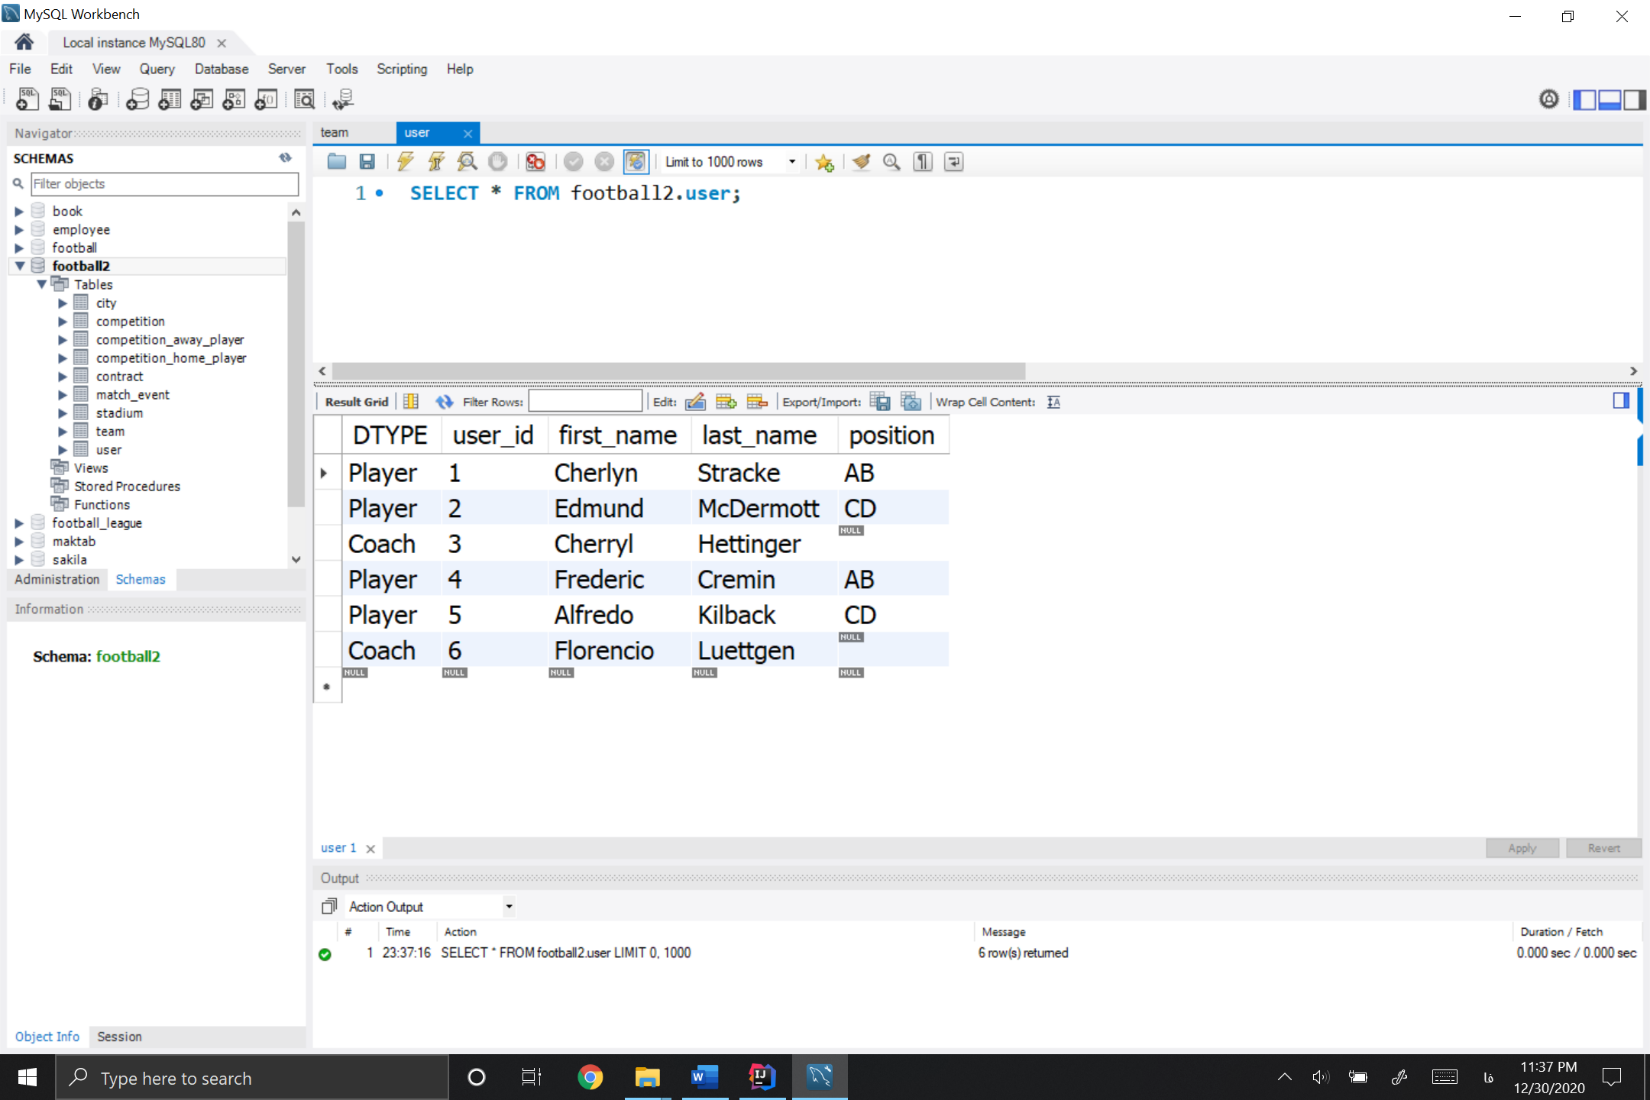 MySQL Workbench
Local instance MySQL80
File Edit View Query Database Server Tools Scripting Help
Navigator
SCHEMAS
Filter objects
book
employee
football
football2
Tables
city
competition
competition_away_player
competition_home_player
contract
match_event
stadium
team
user
Views
Stored Procedures
Functions
football_league
maktab
sakila
Administration Schemas
Information
Schema: football2
Object Info Session
team user
Limit to 1000 rows
1 SELECT * FROM football2.user;
Result Grid Filter Rows: Edit: Export/Import: Wrap Cell Content:
DTYPE user_id first_name last_name position
Player 1 Cherlyn Stracke AB
Player 2 Edmund McDermott CD
Coach 3 Cherryl Hettinger NULL
Player 4 Frederic Cremin AB
Player 5 Alfredo Kilback CD
Coach 6 Florencio Luettgen NULL
NULL NULL NULL NULL NULL
user 1 Apply Revert
Output
Action Output
# Time Action Message Duration / Fetch
1 23:37:16 SELECT * FROM football2.user LIMIT 0, 1000 6 row(s) returned 0.000 sec / 0.000 sec
Type here to search
فا
11:37 PM
12/30/2020